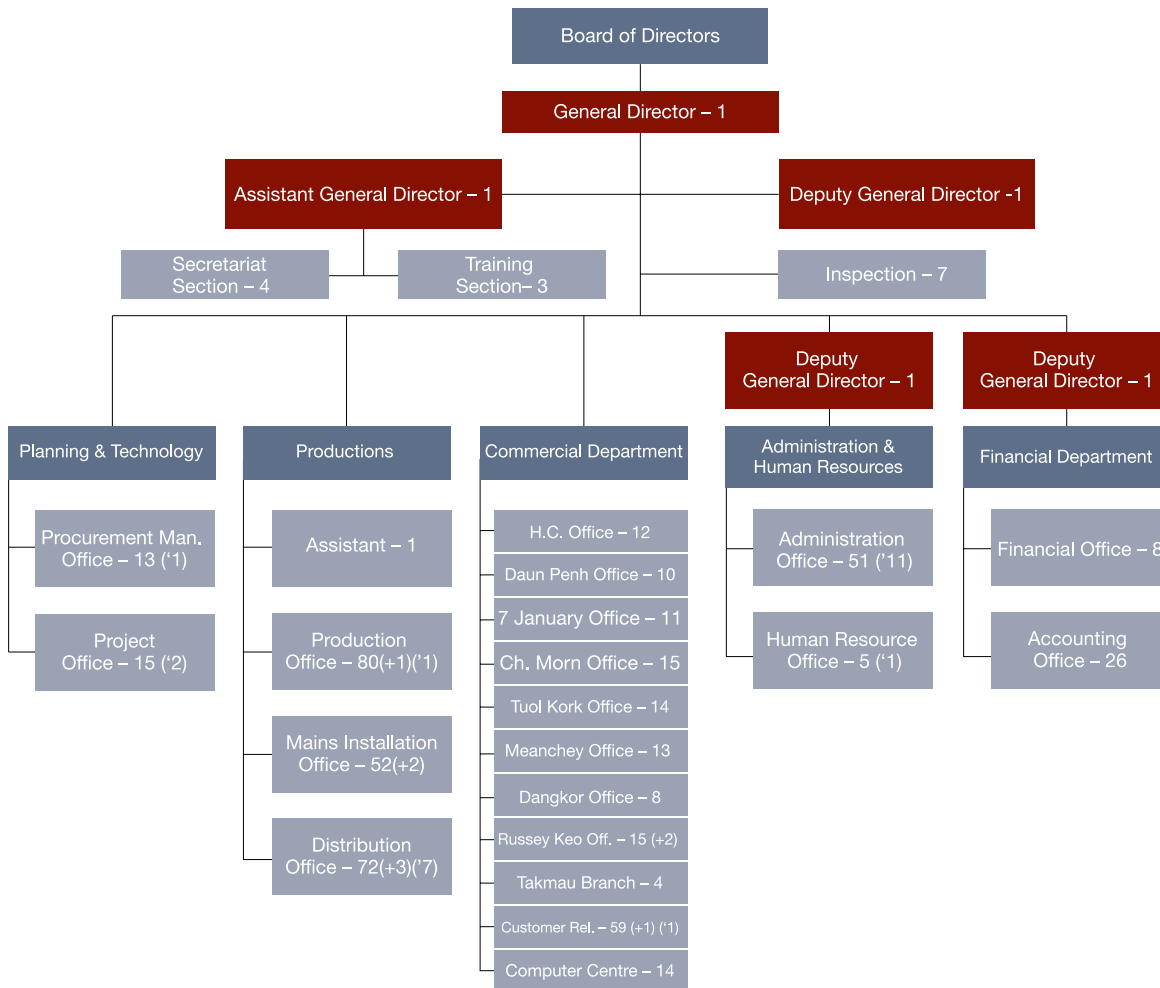 Board of Directors
General Director – 1
Assistant General Director – 1
Deputy General Director -1
Secretariat
Section – 4
Training
Section– 3
Inspection – 7
Deputy
General Director – 1
Deputy
General Director – 1
Planning & Technology
Productions
Commercial Department
Administration &
Human Resources
Financial Department
Procurement Man.
Office – 13 (‘1)
Project
Office – 15 (‘2)
Assistant – 1
Production
Office – 80(+1)(‘1)
Mains Installation
Office – 52(+2)
Distribution
Office – 72(+3)(‘7)
H.C. Office – 12
Daun Penh Office – 10
7 January Office – 11
Ch. Morn Office – 15
Tuol Kork Office – 14
Meanchey Office – 13
Dangkor Office – 8
Russey Keo Off. – 15 (+2)
Takmau Branch – 4
Customer Rel. – 59 (+1) (‘1)
Computer Centre – 14
Administration
Office – 51 (‘11)
Human Resource
Office – 5 (‘1)
Financial Office – 8
Accounting
Office – 26